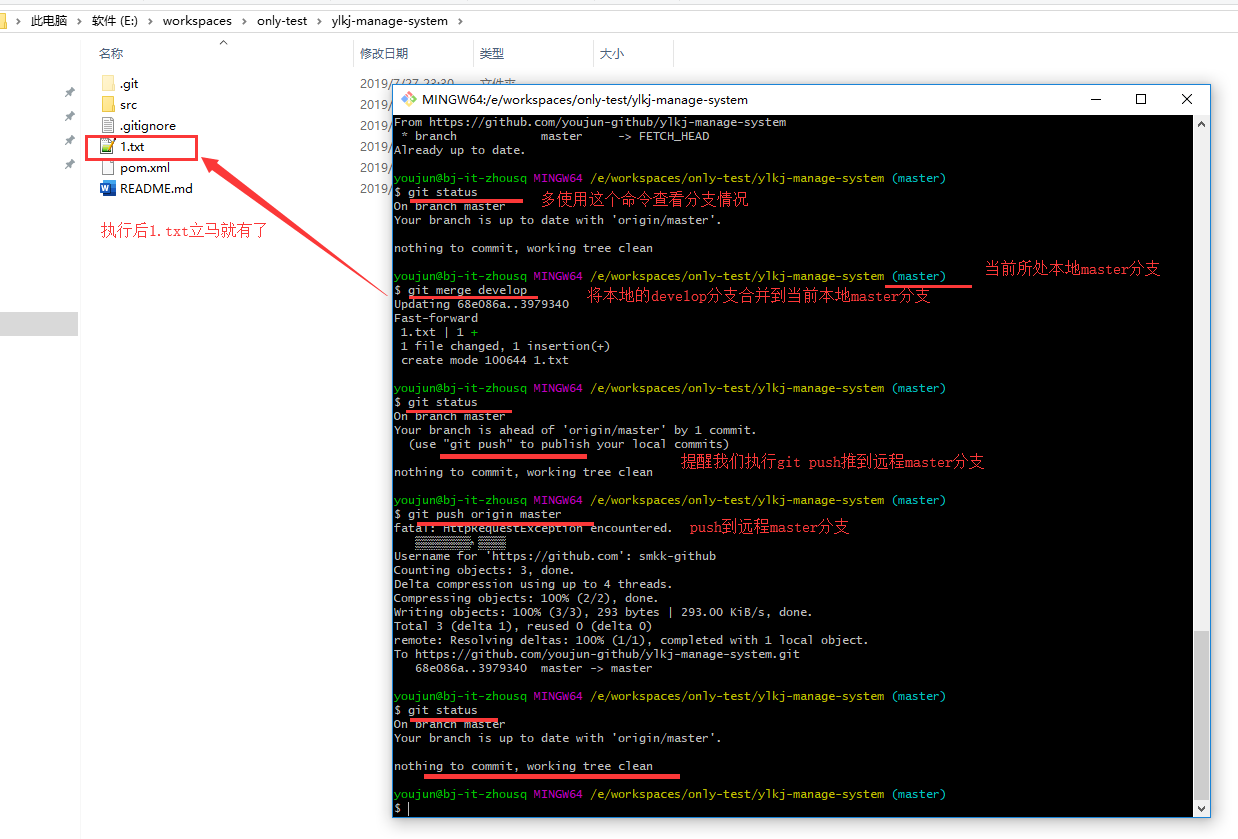 此电脑 > 软件 (E:) > workspaces > only-test > ylkj-manage-system >
名称 修改日期 类型 大小
.git 2019/7/27 23:30 文件夹
src 2019/
.gitignore 2019/
1.txt 2019/
pom.xml 2019/
README.md 2019/
执行后1.txt立马就有了
MINGW64:/e/workspaces/only-test/ylkj-manage-system
From https://github.com/youjun-github/ylkj-manage-system
* branch master -> FETCH_HEAD
Already up to date.
youjun@bj-it-zhousq MINGW64 /e/workspaces/only-test/ylkj-manage-system (master)
$ git status 多使用这个命令查看分支情况
On branch master
Your branch is up to date with 'origin/master'.
nothing to commit, working tree clean
youjun@bj-it-zhousq MINGW64 /e/workspaces/only-test/ylkj-manage-system (master) 当前所处本地master分支
$ git merge develop 将本地的develop分支合并到当前本地master分支
Updating 68e086a..3979340
Fast-forward
1.txt | 1 +
1 file changed, 1 insertion(+)
create mode 100644 1.txt
youjun@bj-it-zhousq MINGW64 /e/workspaces/only-test/ylkj-manage-system (master)
$ git status
On branch master
Your branch is ahead of 'origin/master' by 1 commit.
(use "git push" to publish your local commits)
提醒我们执行git push推到远程master分支
nothing to commit, working tree clean
youjun@bj-it-zhousq MINGW64 /e/workspaces/only-test/ylkj-manage-system (master)
$ git push origin master
fatal: HttpRequestException encountered. push到远程master分支
Username for 'https://github.com': smkk-github
Counting objects: 3, done.
Delta compression using up to 4 threads.
Compressing objects: 100% (2/2), done.
Writing objects: 100% (3/3), 293 bytes | 293.00 KiB/s, done.
Total 3 (delta 1), reused 0 (delta 0)
remote: Resolving deltas: 100% (1/1), completed with 1 local object.
To https://github.com/youjun-github/ylkj-manage-system.git
68e086a..3979340 master -> master
youjun@bj-it-zhousq MINGW64 /e/workspaces/only-test/ylkj-manage-system (master)
$ git status
On branch master
Your branch is up to date with 'origin/master'.
nothing to commit, working tree clean
youjun@bj-it-zhousq MINGW64 /e/workspaces/only-test/ylkj-manage-system (master)
$